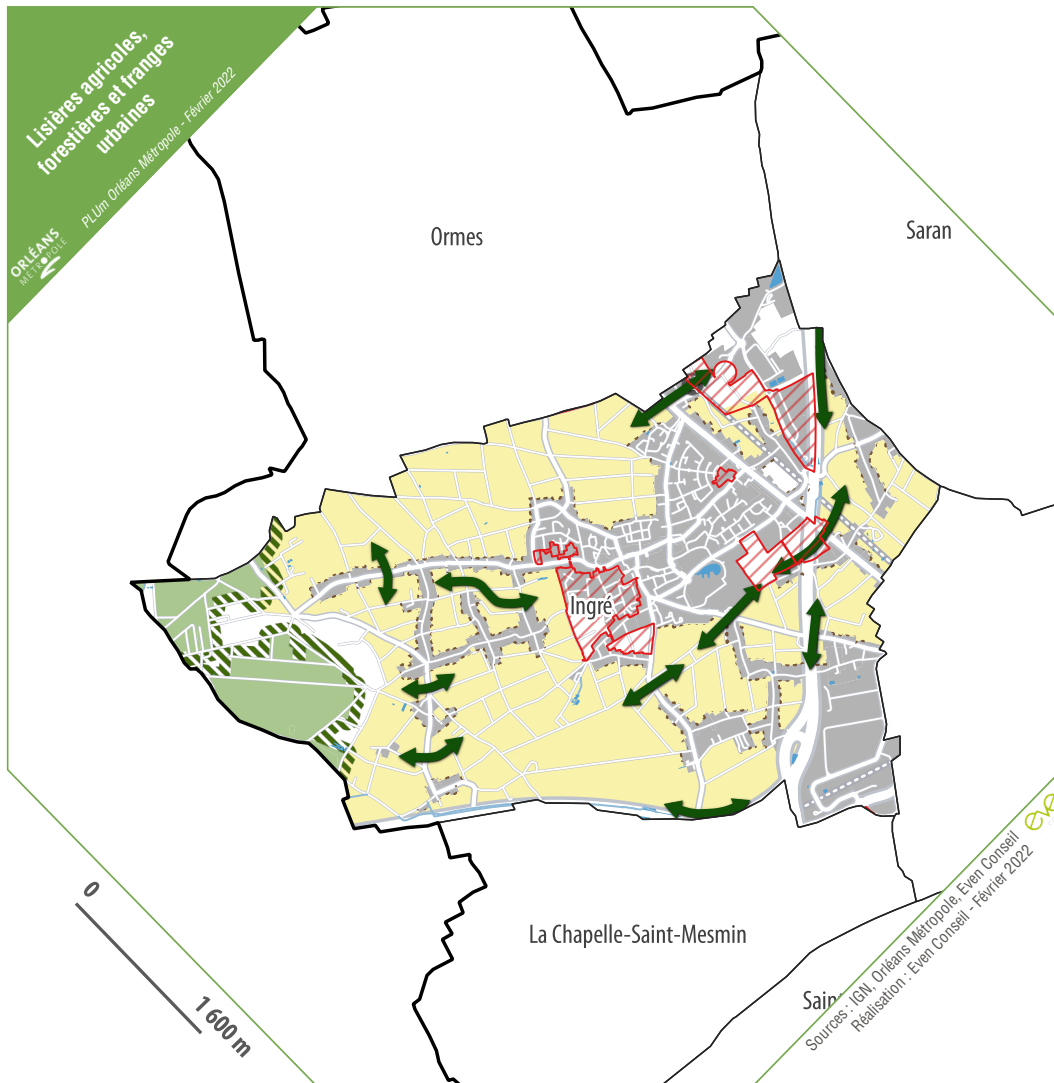 Lisières agricoles,
forestières et franges
urbaines
PLUm Orléans Métropole - Février 2022
ORLÉANS
MÉTROPOLE
Ormes
Saran
Ingré
La Chapelle-Saint-Mesmin
0
1 600 m
Sources : IGN, Orléans Métropole, Even Conseil
Réalisation : Even Conseil - Février 2022